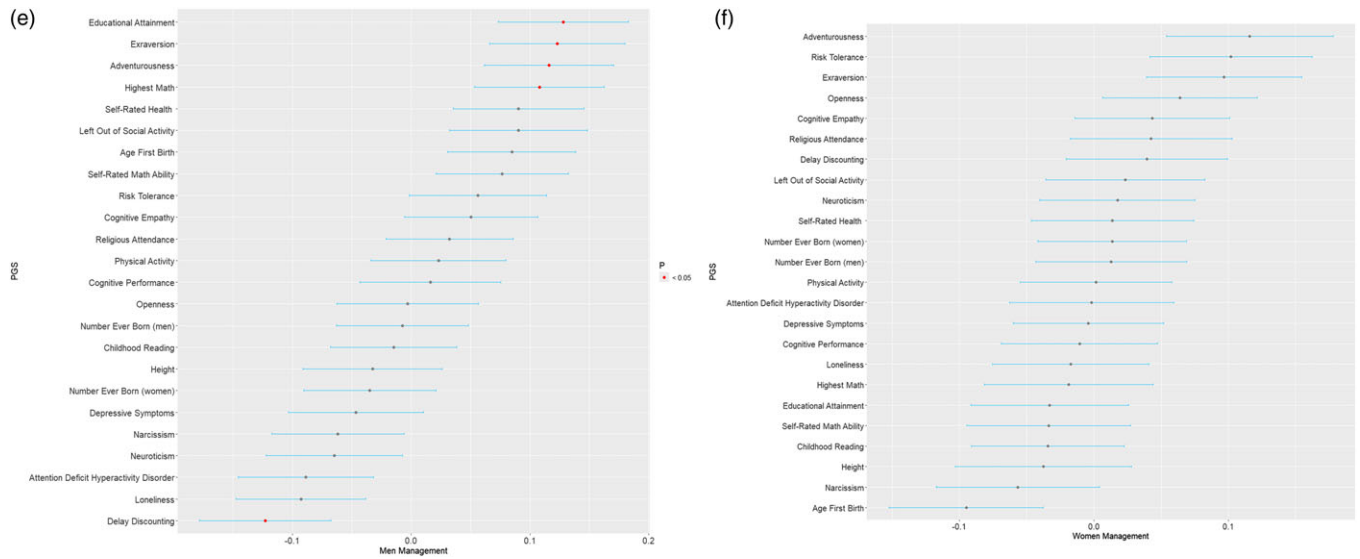 (e)
Educational Attainment
Exraversion
Adventurousness
Highest Math
Self-Rated Health
Left Out of Social Activity
Age First Birth
Self-Rated Math Ability
Risk Tolerance
Cognitive Empathy
Religious Attendance
Physical Activity
Cognitive Performance
Openness
Number Ever Born (men)
Childhood Reading
Height
Number Ever Born (women)
Depressive Symptoms
Narcissism
Neuroticism
Attention Deficit Hyperactivity Disorder
Loneliness
Delay Discounting
PGS
-0.1 0.0 0.1 0.2
Men Management
P
< 0.05
(f)
Adventurousness
Risk Tolerance
Exraversion
Openness
Cognitive Empathy
Religious Attendance
Delay Discounting
Left Out of Social Activity
Neuroticism
Self-Rated Health
Number Ever Born (women)
Number Ever Born (men)
Physical Activity
Attention Deficit Hyperactivity Disorder
Depressive Symptoms
Cognitive Performance
Loneliness
Highest Math
Educational Attainment
Self-Rated Math Ability
Childhood Reading
Height
Narcissism
Age First Birth
PGS
-0.1 0.0 0.1
Women Management